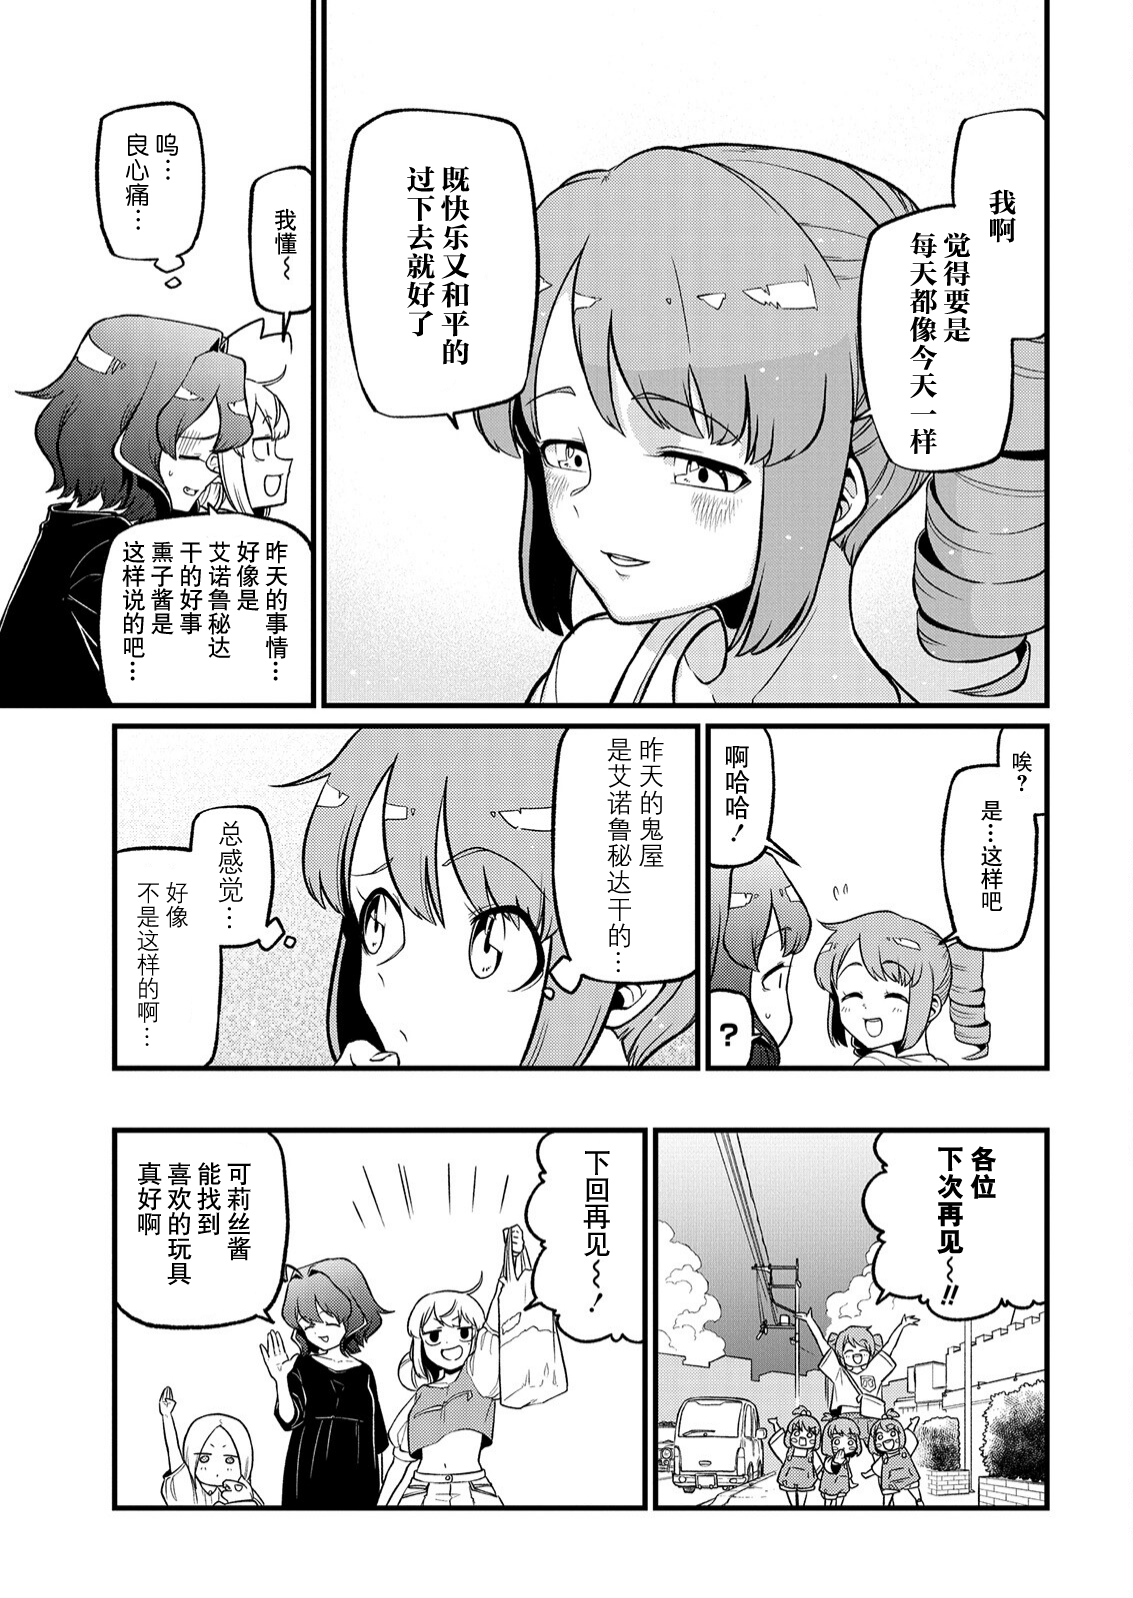 我啊
觉得要是
每天都像今天一样
既快乐又和平的
过下去就好了
我懂~
呜…
良心痛…
昨天的事情…
好像是
艾诺鲁秘达
干的好事
熏子酱是
这样说的吧…
唉?
是…这样吧
啊哈哈!
?
昨天的鬼屋
是艾诺鲁秘达干的…
总感觉…
好像
不是这样的啊…
各位
下次再见~!!
下回再见~!
可莉丝酱
能找到
喜欢的玩具
真好啊